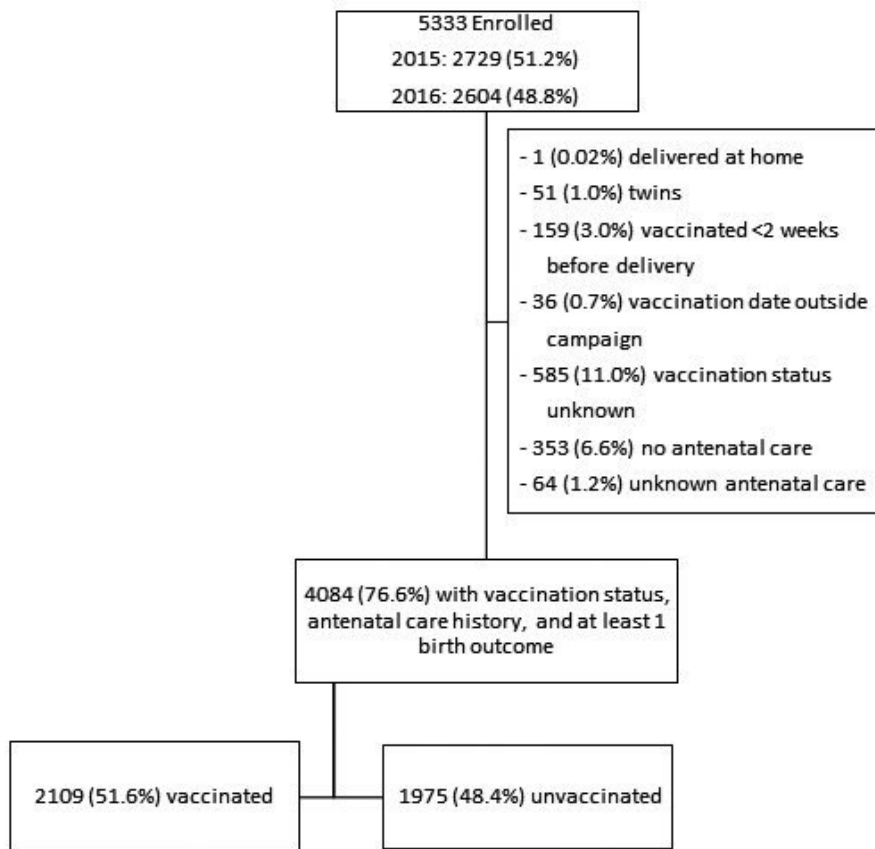 5333 Enrolled
2015: 2729 (51.2%)
2016: 2604 (48.8%)
- 1 (0.02%) delivered at home
- 51 (1.0%) twins
- 159 (3.0%) vaccinated <2 weeks
before delivery
- 36 (0.7%) vaccination date outside
campaign
- 585 (11.0%) vaccination status
unknown
- 353 (6.6%) no antenatal care
- 64 (1.2%) unknown antenatal care
4084 (76.6%) with vaccination status,
antenatal care history, and at least 1
birth outcome
2109 (51.6%) vaccinated
1975 (48.4%) unvaccinated